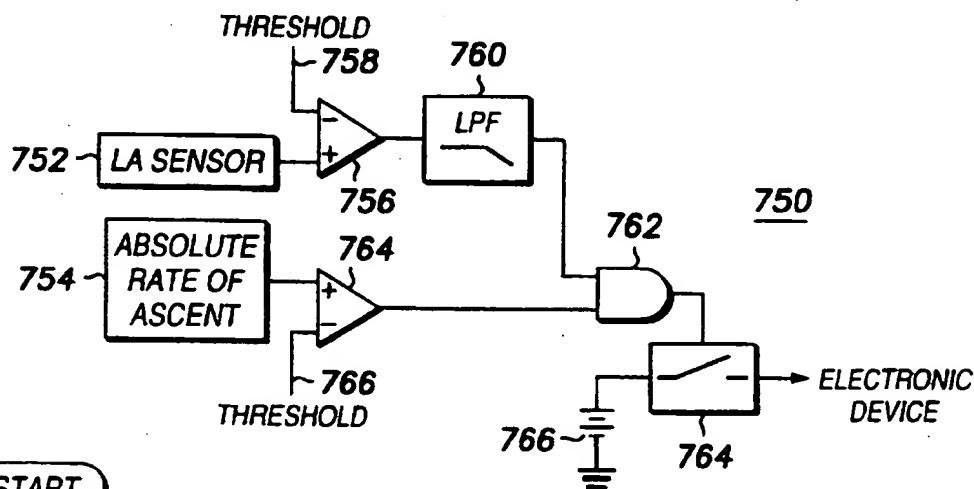 THRESHOLD
758
760
LPF
752
LA SENSOR
−
+
756
750
ABSOLUTE
RATE OF
ASCENT
754
764
+
−
762
766
THRESHOLD
ELECTRONIC
DEVICE
766
764
START